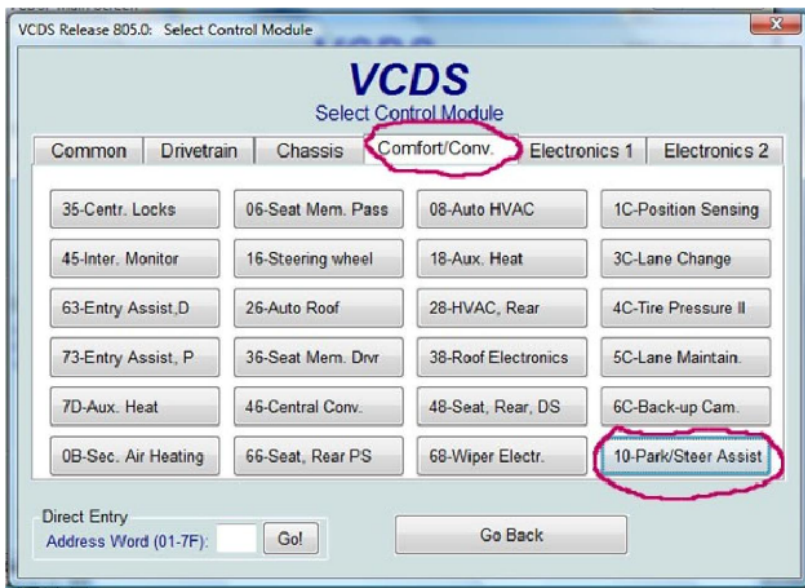 VCDS Release 805.0: Select Control Module
VCDS
Select Control Module
Common Drivetrain Chassis Comfort/Conv. Electronics 1 Electronics 2
35-Centr. Locks 06-Seat Mem. Pass 08-Auto HVAC 1C-Position Sensing
45-Inter. Monitor 16-Steering wheel 18-Aux. Heat 3C-Lane Change
63-Entry Assist,D 26-Auto Roof 28-HVAC, Rear 4C-Tire Pressure II
73-Entry Assist, P 36-Seat Mem. Drvr 38-Roof Electronics 5C-Lane Maintain.
7D-Aux. Heat 46-Central Conv. 48-Seat, Rear, DS 6C-Back-up Cam.
0B-Sec. Air Heating 66-Seat, Rear PS 68-Wiper Electr. 10-Park/Steer Assist
Direct Entry
Address Word (01-7F): Go! Go Back